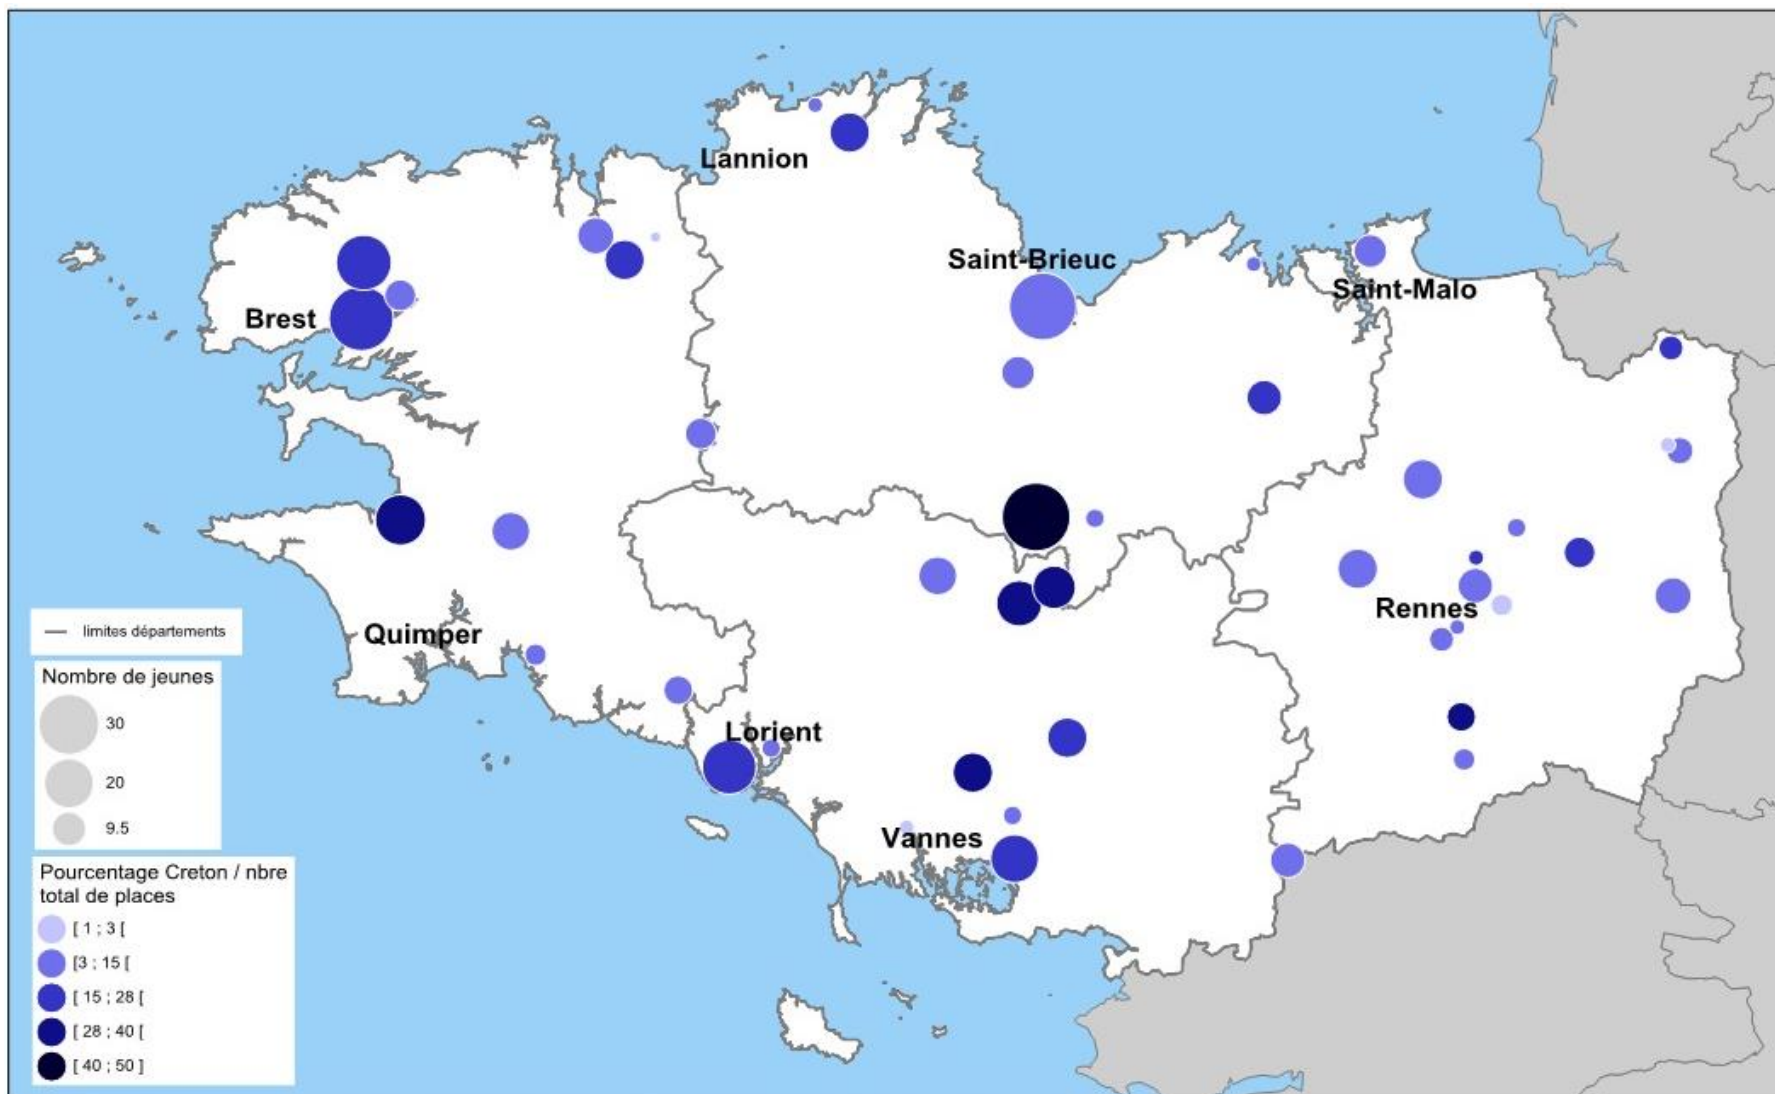 Lannion
Saint-Brieuc
Saint-Malo
Brest
Rennes
Quimper
Lorient
Vannes
limites départements
Nombre de jeunes
30
20
9.5
Pourcentage Creton / nbre
total de places
[ 1 ; 3 [
[3 ; 15 [
[ 15 ; 28 [
[ 28 ; 40 [
[ 40 ; 50 ]